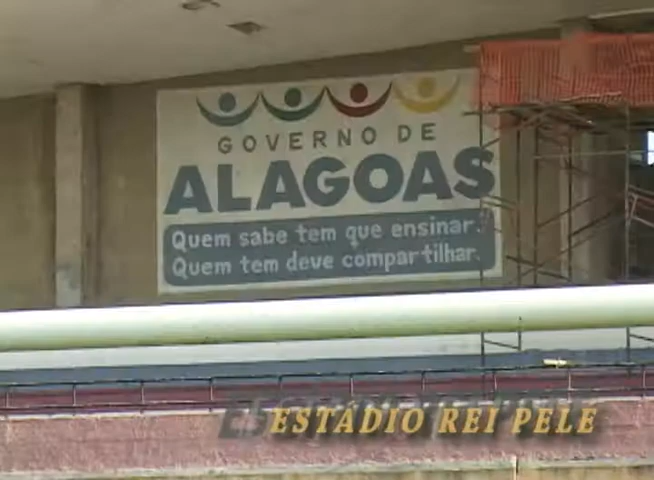 GOVERNO DE
ALAGOAS
Quem sabe tem que ensinar.
Quem tem deve compartilhar.
ESTÁDIO REI PELÉ